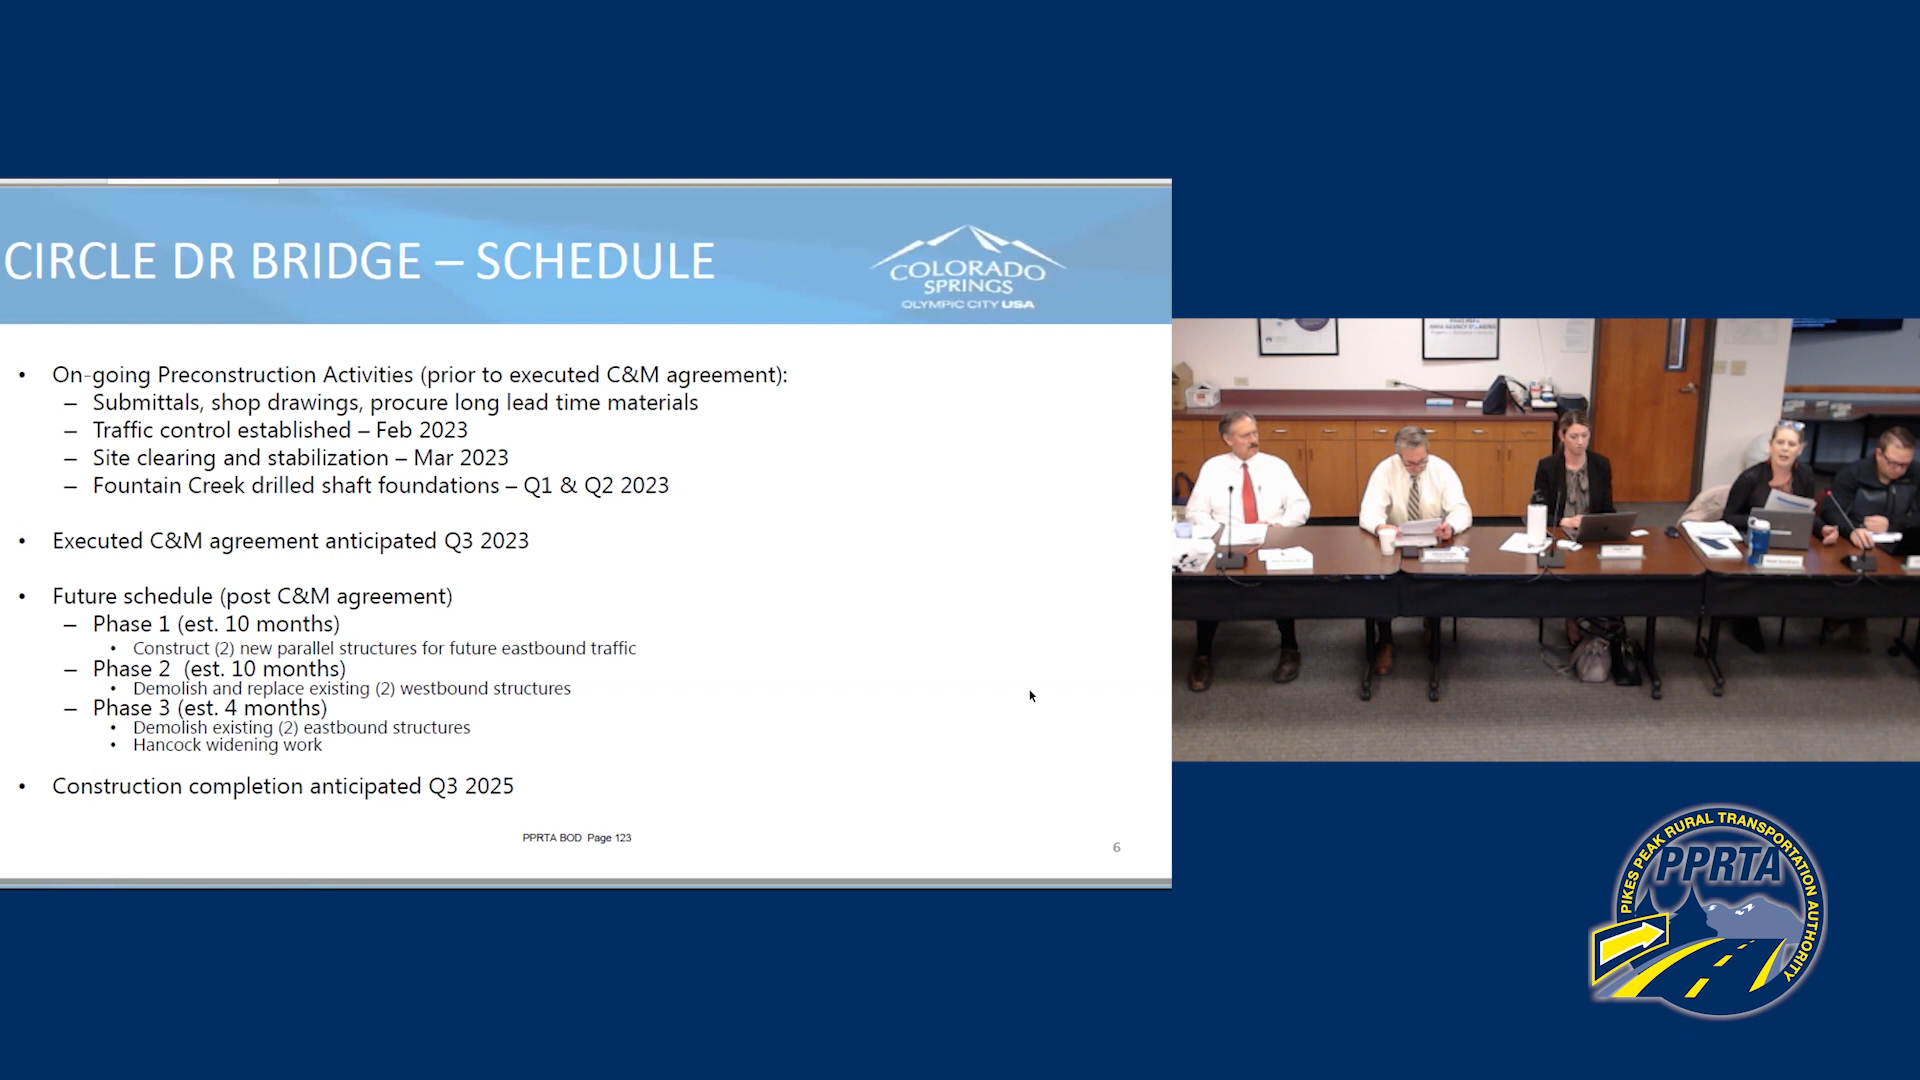 CIRCLE DR BRIDGE – SCHEDULE
COLORADO
SPRINGS
OLYMPIC CITY USA
• On-going Preconstruction Activities (prior to executed C&M agreement):
– Submittals, shop drawings, procure long lead time materials
– Traffic control established – Feb 2023
– Site clearing and stabilization – Mar 2023
– Fountain Creek drilled shaft foundations – Q1 & Q2 2023
• Executed C&M agreement anticipated Q3 2023
• Future schedule (post C&M agreement)
– Phase 1 (est. 10 months)
• Construct (2) new parallel structures for future eastbound traffic
– Phase 2 (est. 10 months)
• Demolish and replace existing (2) westbound structures
– Phase 3 (est. 4 months)
• Demolish existing (2) eastbound structures
• Hancock widening work
• Construction completion anticipated Q3 2025
PPRTA BOD Page 123
6
PIKES PEAK RURAL TRANSPORTATION AUTHORITY
PPRTA